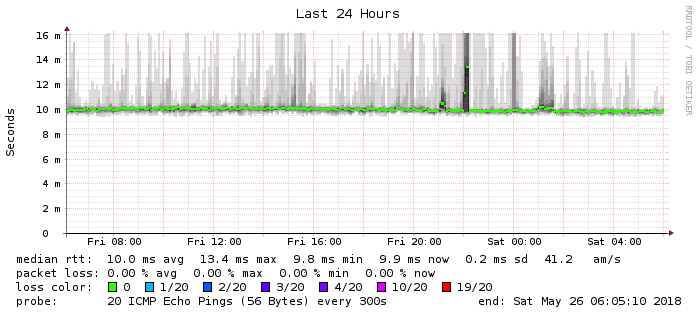 Last 24 Hours
RRDTOOL / TOBI OETIKER
Seconds
16 m
14 m
12 m
10 m
8 m
6 m
4 m
2 m
0
Fri 08:00 Fri 12:00 Fri 16:00 Fri 20:00 Sat 00:00 Sat 04:00
median rtt: 10.0 ms avg 13.4 ms max 9.8 ms min 9.9 ms now 0.2 ms sd 41.2 am/s
packet loss: 0.00 % avg 0.00 % max 0.00 % min 0.00 % now
loss color: 0 1/20 2/20 3/20 4/20 10/20 19/20
probe: 20 ICMP Echo Pings (56 Bytes) every 300s end: Sat May 26 06:05:10 2018